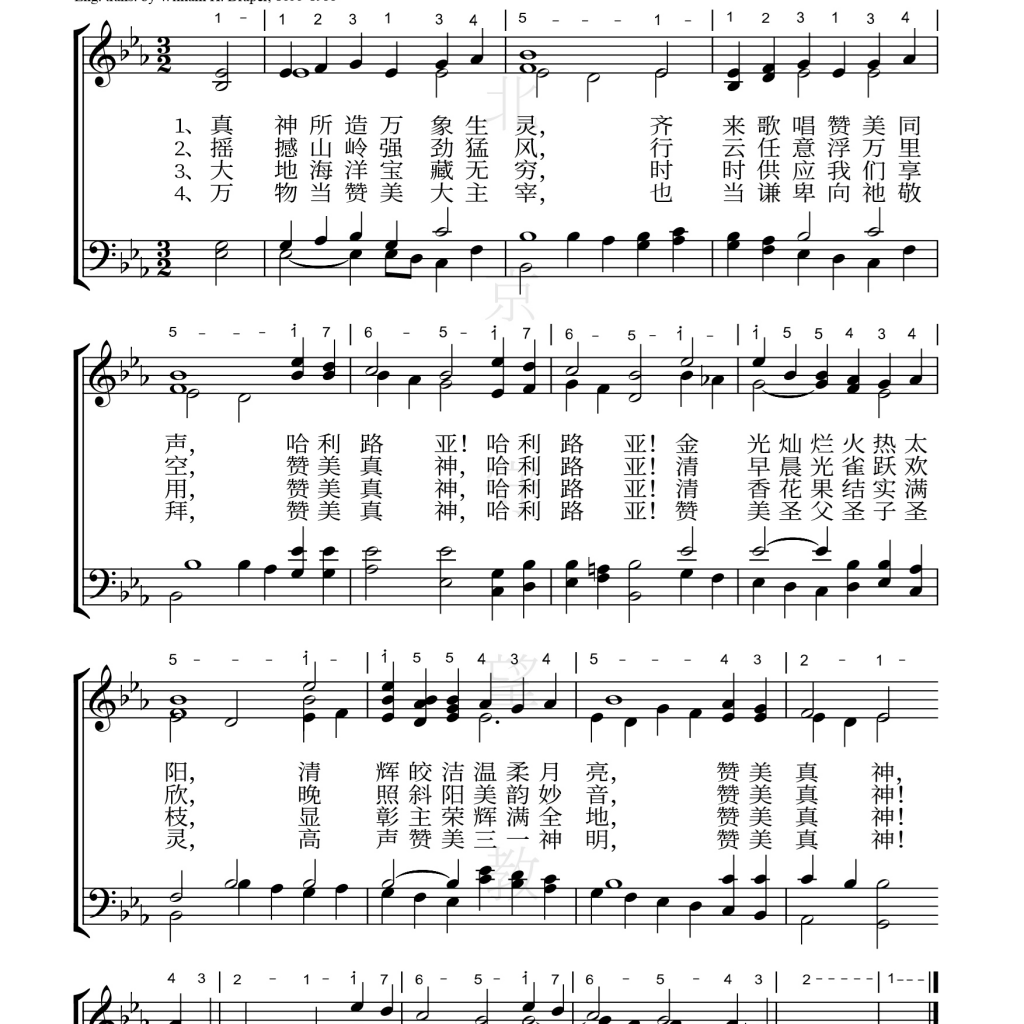 1 – 1 2 3 1 3 4 5 – – – 1 – 1 2 3 1 3 4
1、真 神 所 造 万 象 生 灵, 齐 来 歌 唱 赞 美 同
2、摇 撼 山 岭 强 劲 猛 风, 行 云 任 意 浮 万 里
3、大 地 海 洋 宝 藏 无 穷, 时 时 供 应 我 们 享
4、万 物 当 赞 美 大 主 宰, 也 当 谦 卑 向 祂 敬
5 – – – i 7 6 – 5 – i 7 6 – 5 – i – i 5 5 4 3 4
声, 哈 利 路 亚! 哈 利 路 亚! 金 光 灿 烂 火 热 太
空, 赞 美 真 神, 哈 利 路 亚! 清 早 晨 光 雀 跃 欢
用, 赞 美 真 神, 哈 利 路 亚! 清 香 花 果 结 实 满
拜, 赞 美 真 神, 哈 利 路 亚! 赞 美 圣 父 圣 子 圣
5 – – – i – i 5 5 4 3 4 5 – – – 4 3 2 – 1 –
阳, 清 辉 皎 洁 温 柔 月 亮, 赞 美 真 神,
欣, 晚 照 斜 阳 美 韵 妙 音, 赞 美 真 神!
枝, 显 彰 主 荣 辉 满 全 地, 赞 美 真 神!
灵, 高 声 赞 美 三 一 神 明, 赞 美 真 神!
4 3 2 – 1 – i 7 6 – 5 – i 7 6 – 5 – 4 3 2 – – – – – 1 – – –